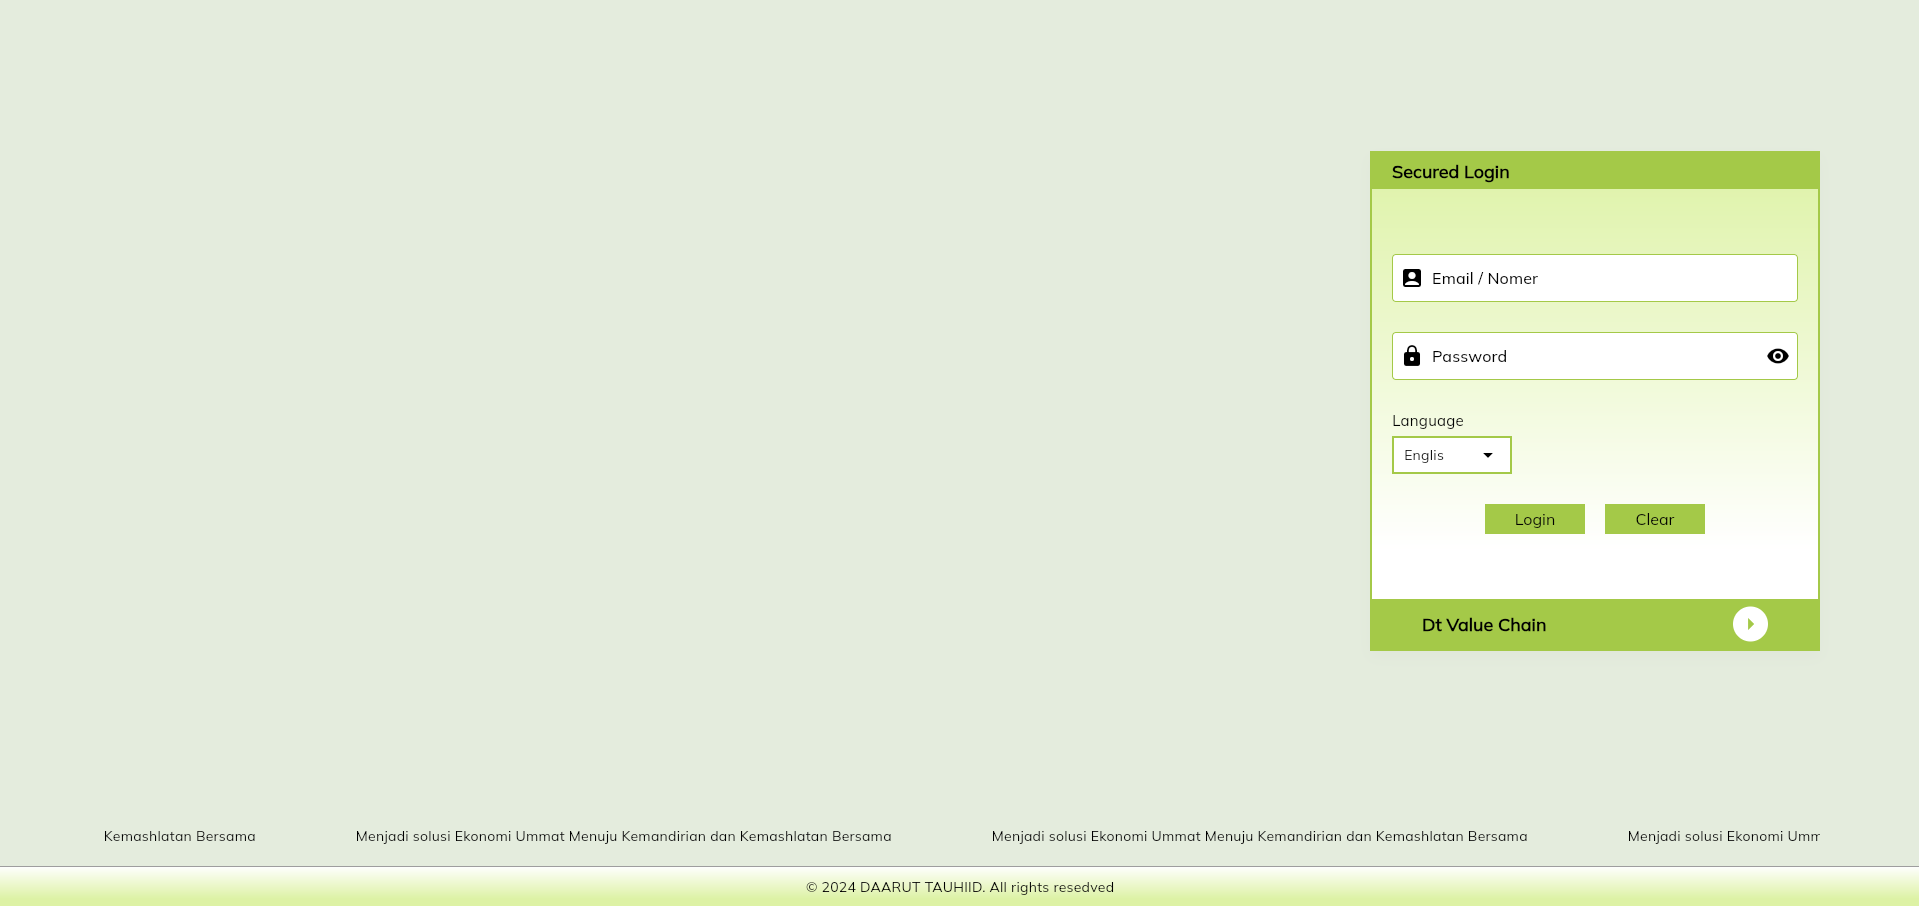 Secured Login
Email / Nomer
Password
Language
Englis
Login
Clear
Dt Value Chain
Kemashlatan Bersama
Menjadi solusi Ekonomi Ummat Menuju Kemandirian dan Kemashlatan Bersama
Menjadi solusi Ekonomi Ummat Menuju Kemandirian dan Kemashlatan Bersama
Menjadi solusi Ekonomi Umm
© 2024 DAARUT TAUHIID. All rights resedved